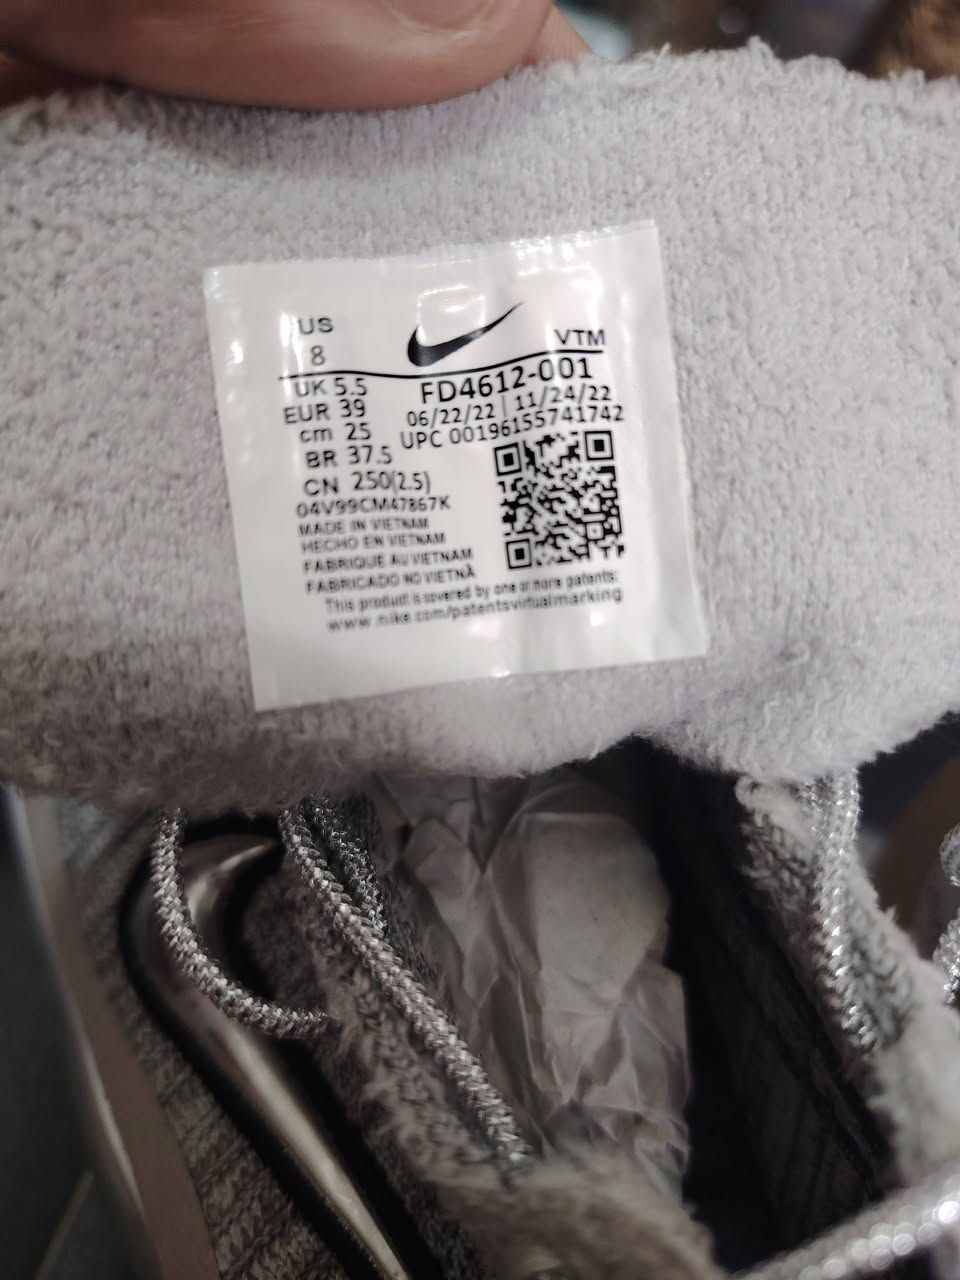 US
8
VTM
UK 5.5
FD4612-001
EUR 39
06/22/22 | 11/24/22
cm 25
UPC 00196155741742
BR 37.5
CN 250(2.5)
04V99CM47867K
MADE IN VIETNAM
HECHO EN VIETNAM
FABRIQUE AU VIETNAM
FABRICADO NO VIETNÃ
This product is covered by one or more patents:
www.nike.com/patentsvirtualmarking